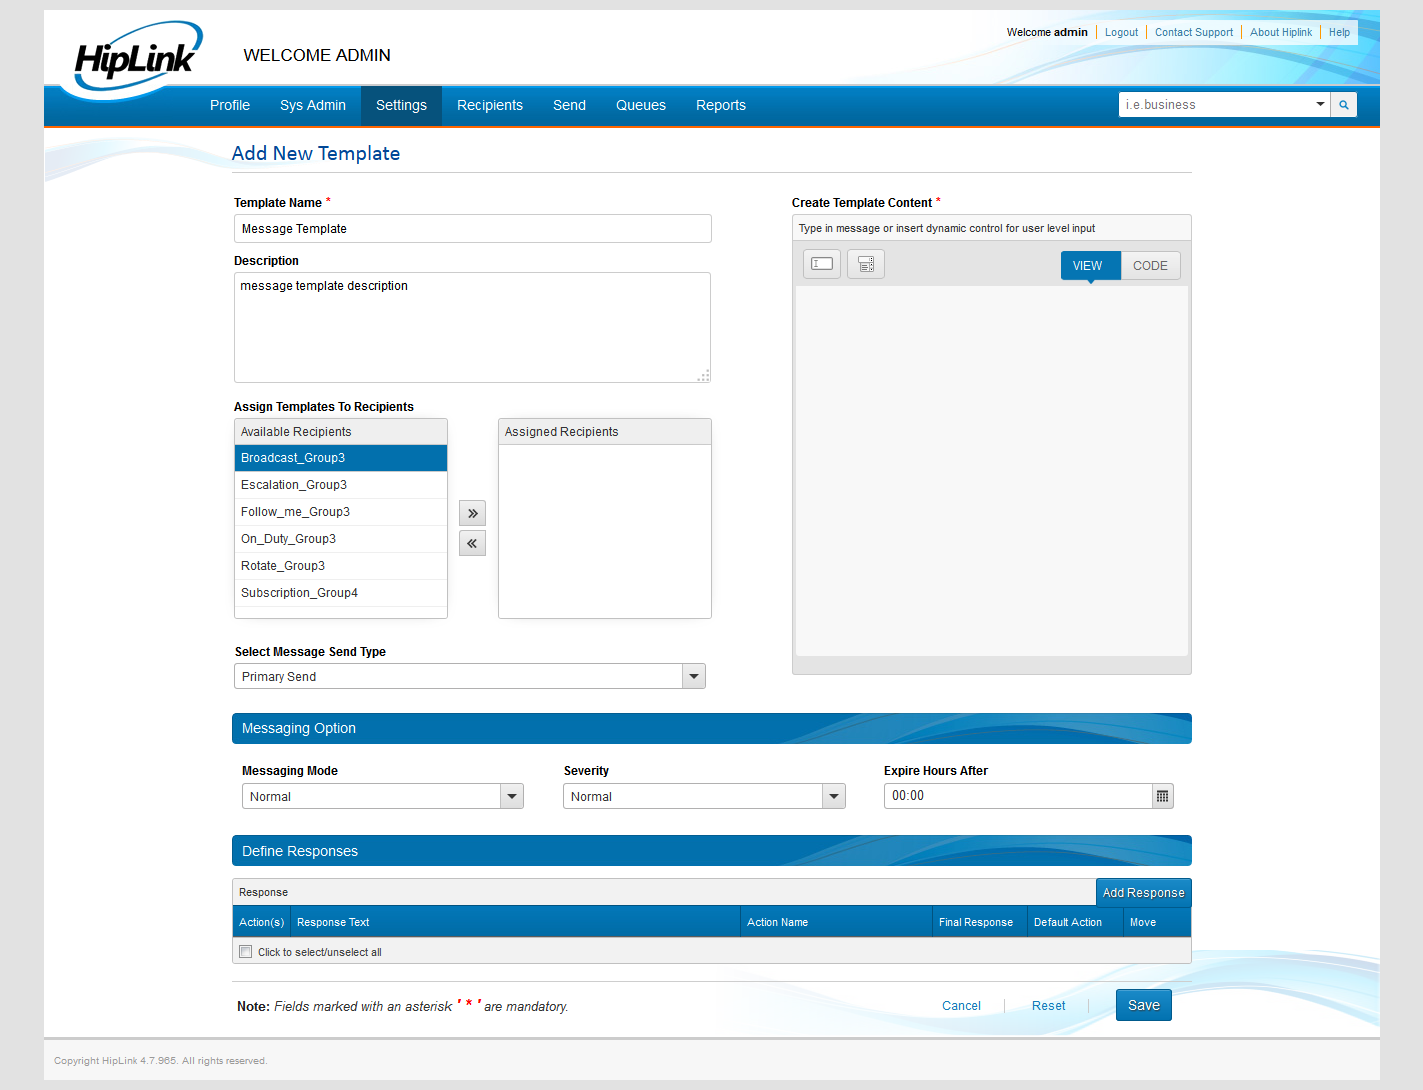 HipLink
WELCOME ADMIN
Welcome admin Logout Contact Support About Hiplink Help
Profile Sys Admin Settings Recipients Send Queues Reports
i.e.business
Add New Template
Template Name *
Message Template
Description
message template description
Assign Templates To Recipients
Available Recipients
Broadcast_Group3
Escalation_Group3
Follow_me_Group3
On_Duty_Group3
Rotate_Group3
Subscription_Group4
»
«
Assigned Recipients
Select Message Send Type
Primary Send
Create Template Content *
Type in message or insert dynamic control for user level input
VIEW CODE
Messaging Option
Messaging Mode Severity Expire Hours After
Normal Normal 00:00
Define Responses
Response Add Response
Action(s) Response Text Action Name Final Response Default Action Move
Click to select/unselect all
Note: Fields marked with an asterisk ' * ' are mandatory.
Cancel Reset Save
Copyright HipLink 4.7.965. All rights reserved.